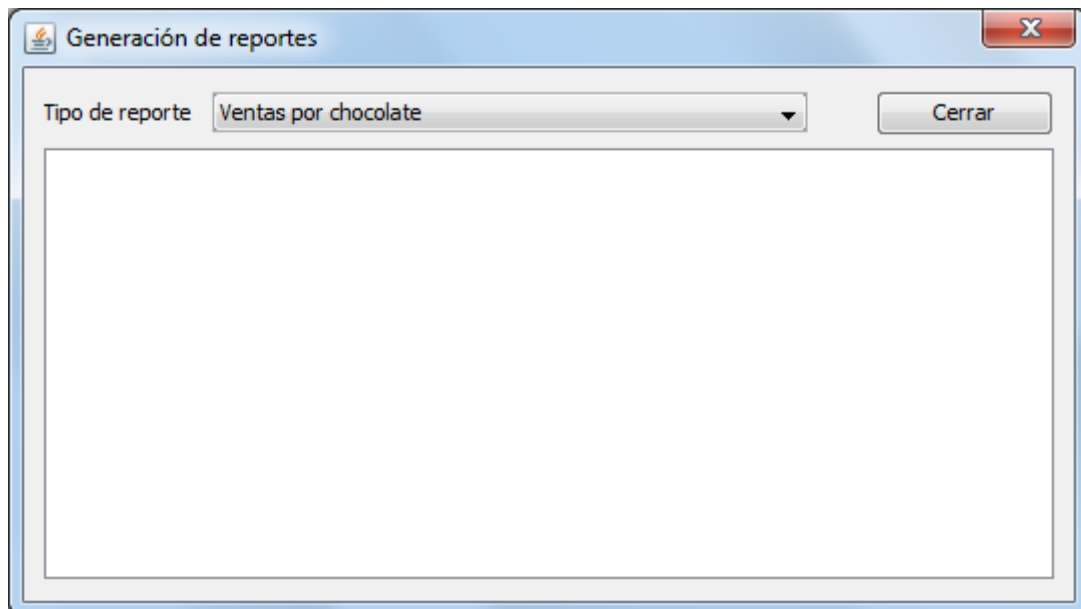 Generación de reportes
Tipo de reporte Ventas por chocolate Cerrar